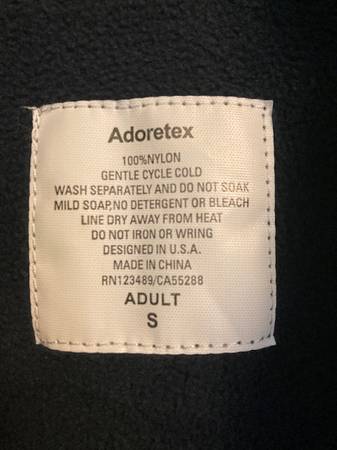 Adoretex
100%NYLON
GENTLE CYCLE COLD
WASH SEPARATELY AND DO NOT SOAK
MILD SOAP,NO DETERGENT OR BLEACH
LINE DRY AWAY FROM HEAT
DO NOT IRON OR WRING
DESIGNED IN U.S.A.
MADE IN CHINA
RN123489/CA55288
ADULT
S